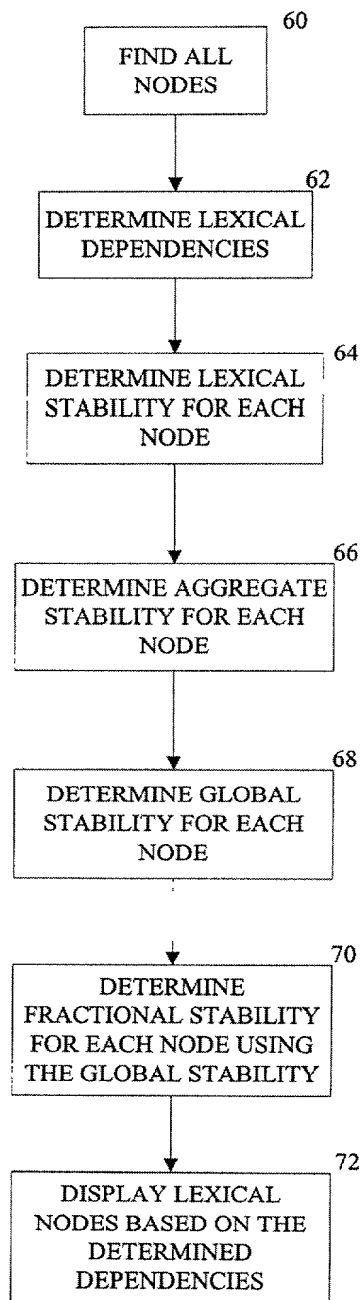 60
FIND ALL
NODES
62
DETERMINE LEXICAL
DEPENDENCIES
64
DETERMINE LEXICAL
STABILITY FOR EACH
NODE
66
DETERMINE AGGREGATE
STABILITY FOR EACH
NODE
68
DETERMINE GLOBAL
STABILITY FOR EACH
NODE
70
DETERMINE
FRACTIONAL STABILITY
FOR EACH NODE USING
THE GLOBAL STABILITY
72
DISPLAY LEXICAL
NODES BASED ON THE
DETERMINED
DEPENDENCIES